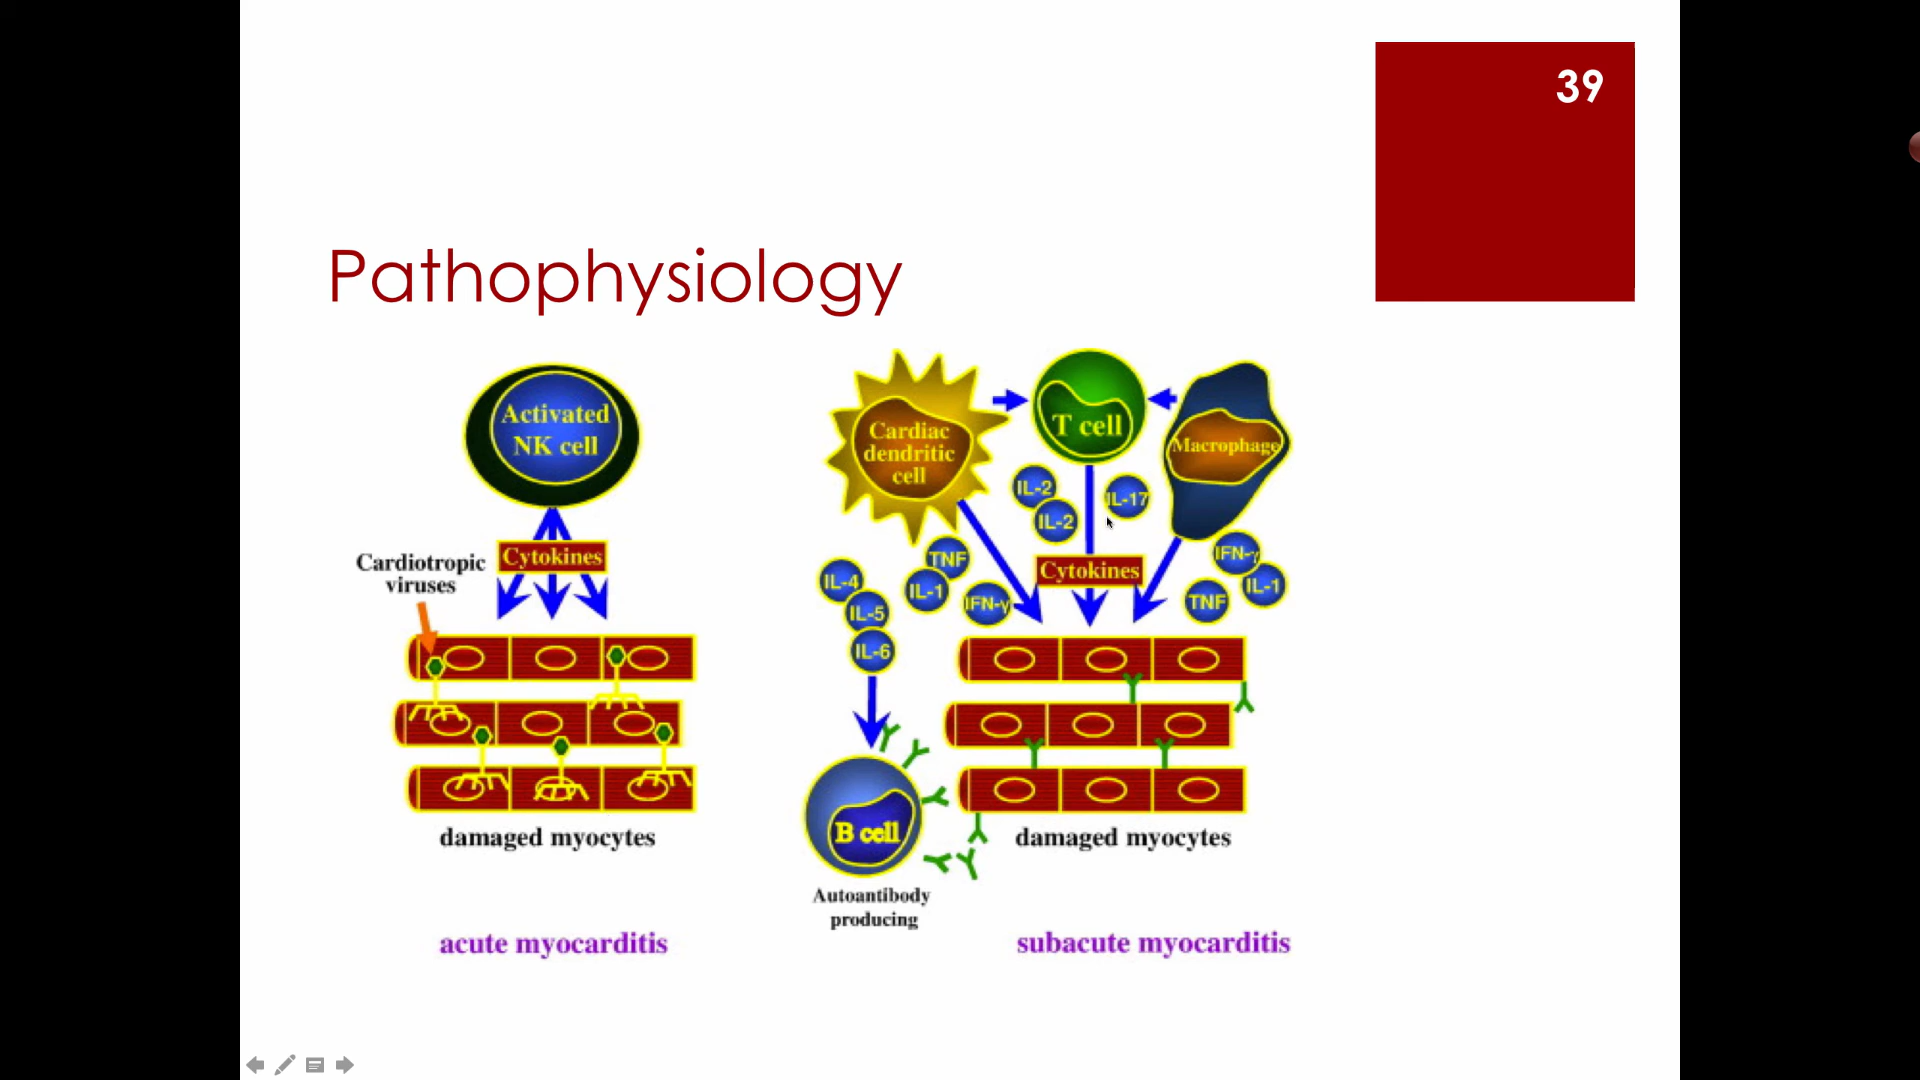 39
Pathophysiology
Activated
NK cell
Cytokines
Cardiotropic
viruses
damaged myocytes
acute myocarditis
Cardiac
dendritic
cell
T cell
Macrophage
IL-2
IL-2
IL-17
TNF
IL-1
IFN-γ
Cytokines
IFN-γ
IL-1
TNF
IL-4
IL-5
IL-6
B cell
Autoantibody
producing
damaged myocytes
subacute myocarditis